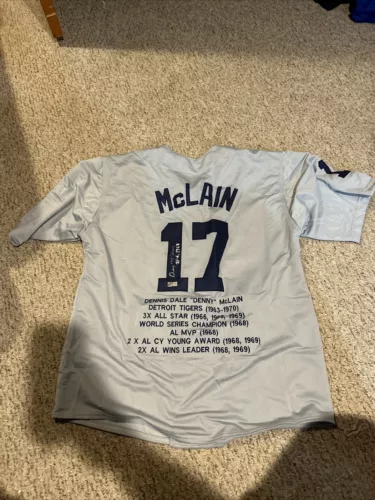 McLAIN
17
DENNIS DALE "DENNY" McLAIN
DETROIT TIGERS (1963-1970)
3X ALL STAR (1966, 1968, 1969)
WORLD SERIES CHAMPION (1968)
AL MVP (1968)
2 X AL CY YOUNG AWARD (1968, 1969)
2X AL WINS LEADER (1968, 1969)